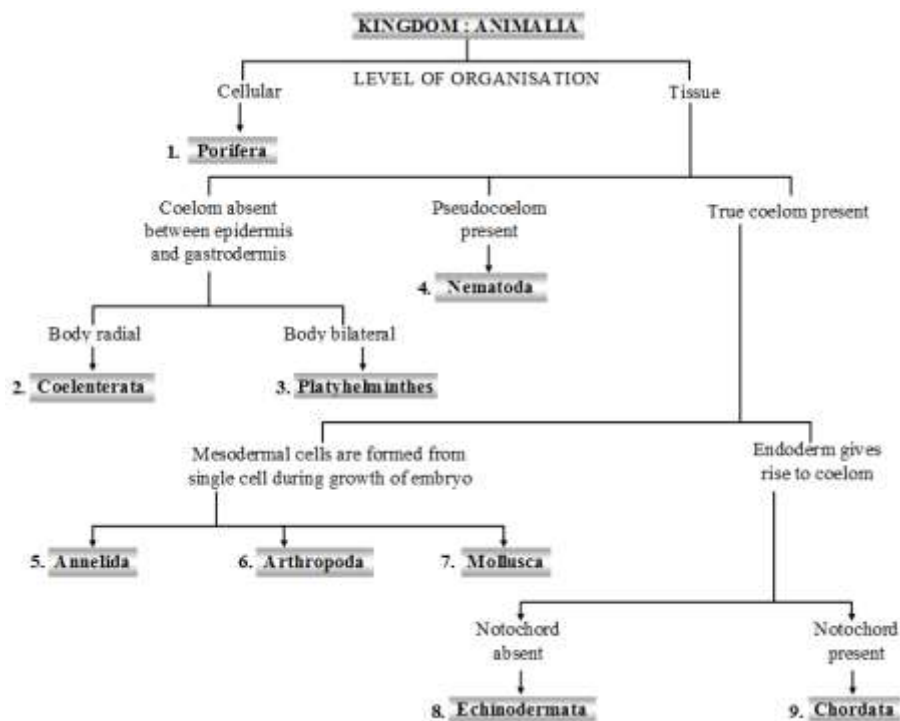 KINGDOM : ANIMALIA
LEVEL OF ORGANISATION
Cellular
Tissue
1. Porifera
Coelom absent
between epidermis
and gastrodermis
Pseudocoelom
present
True coelom present
4. Nematoda
Body radial
Body bilateral
2. Coelenterata
3. Platyhelminthes
Mesodermal cells are formed from
single cell during growth of embryo
Endoderm gives
rise to coelom
5. Annelida
6. Arthropoda
7. Mollusca
Notochord
absent
Notochord
present
8. Echinodermata
9. Chordata